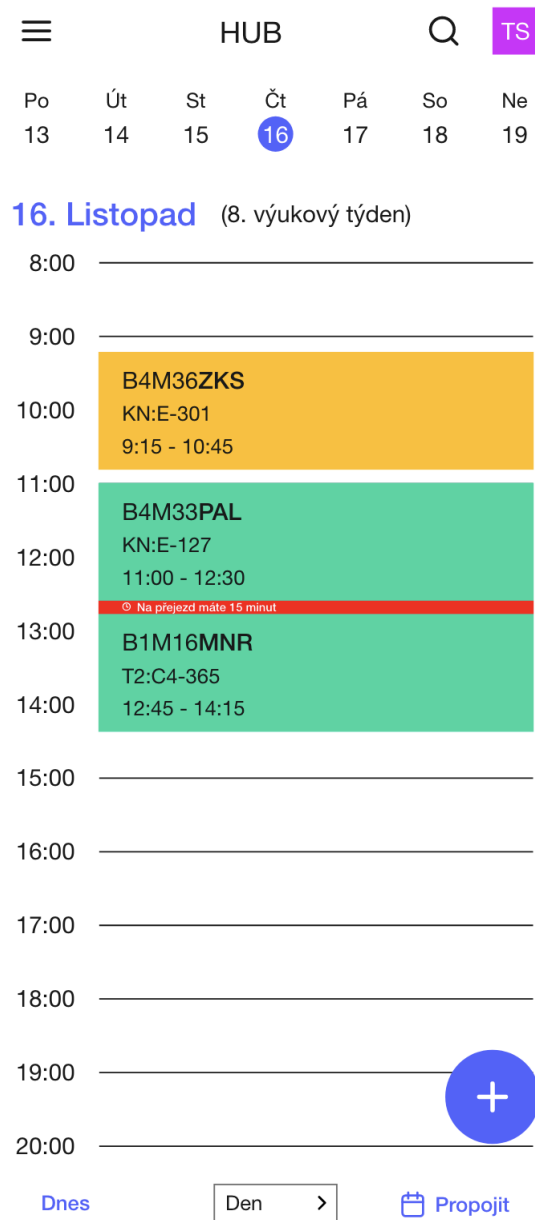 HUB
TS
Po Út St Čt Pá So Ne
13 14 15 16 17 18 19
16. Listopad (8. výukový týden)
8:00
9:00
B4M36ZKS
10:00 KN:E-301
9:15 - 10:45
11:00
B4M33PAL
KN:E-127
12:00
11:00 - 12:30
Na přejezd máte 15 minut
13:00
B1M16MNR
T2:C4-365
14:00 12:45 - 14:15
15:00
16:00
17:00
18:00
19:00
+
20:00
Dnes Den > Propojit